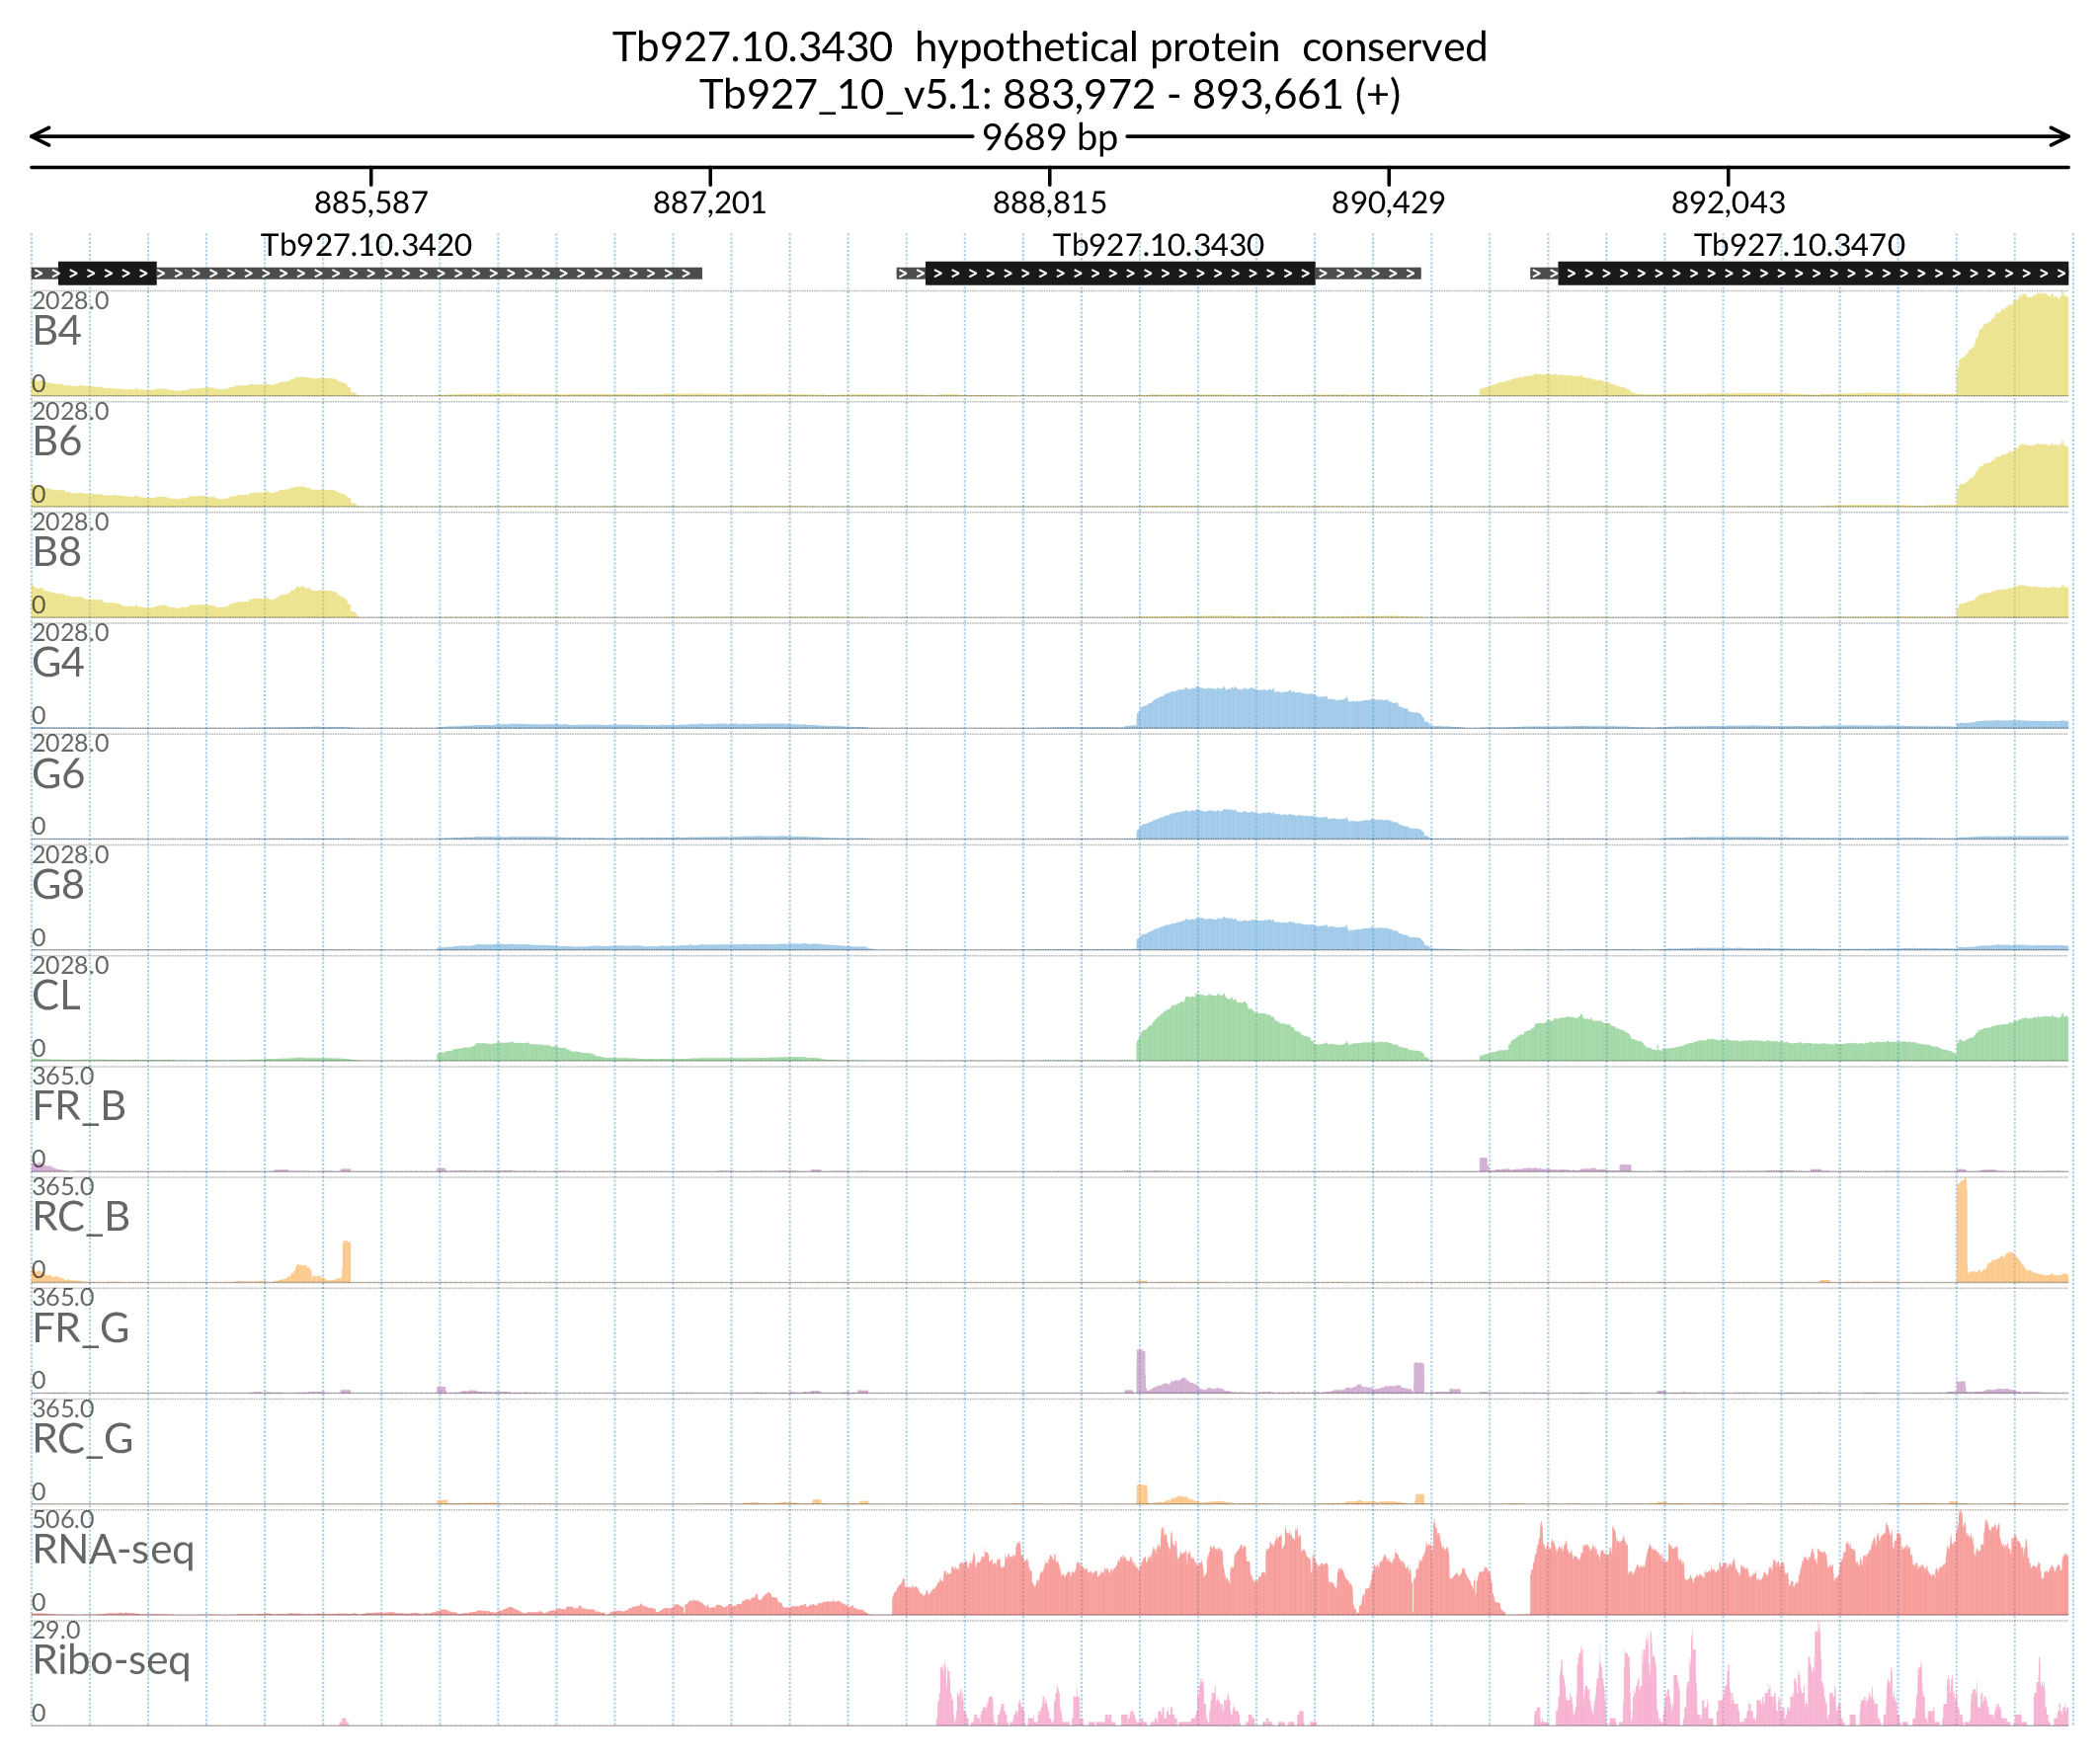 Tb927.10.3430  hypothetical protein  conserved
Tb927_10_v5.1: 883,972 - 893,661 (+)
9689 bp
885,587 887,201 888,815 890,429 892,043
Tb927.10.3420 Tb927.10.3430 Tb927.10.3470
2028.0
B4
0
2028.0
B6
0
2028.0
B8
0
2028.0
G4
0
2028.0
G6
0
2028.0
G8
0
2028.0
CL
0
365.0
FR_B
0
365.0
RC_B
0
365.0
FR_G
0
365.0
RC_G
0
506.0
RNA-seq
0
29.0
Ribo-seq
0